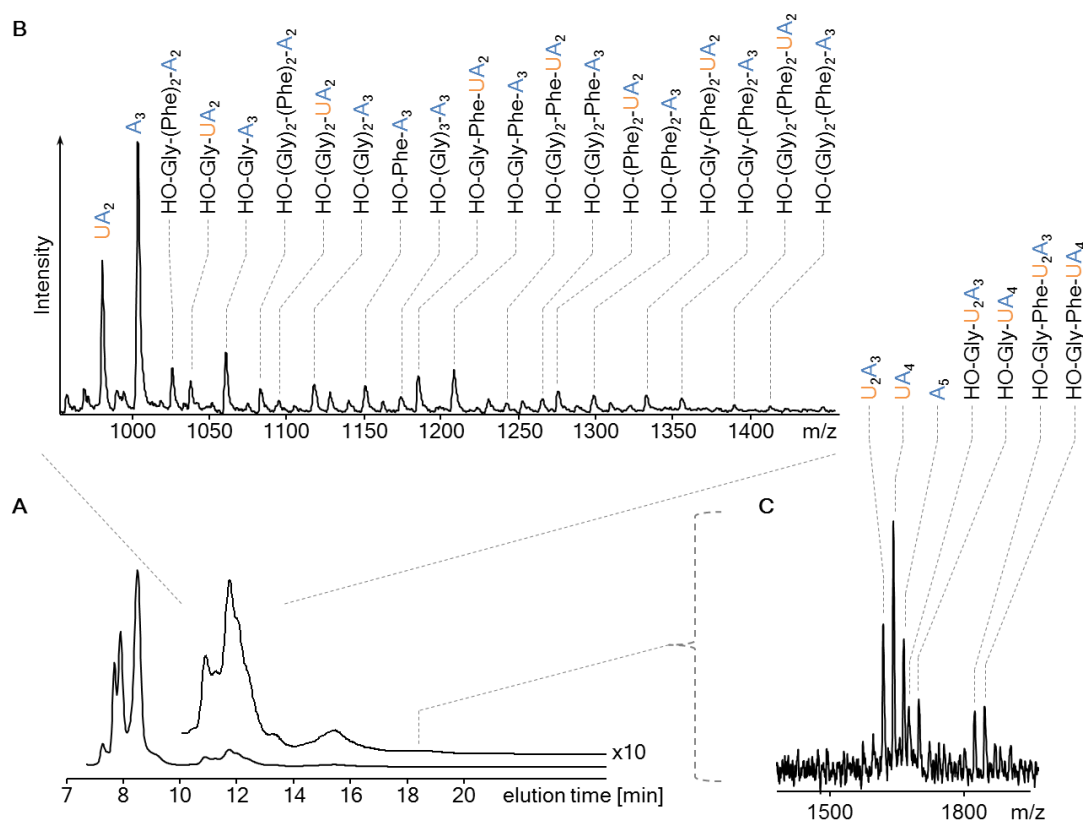 B
Intensity
UA₂
A₃
HO-Gly-(Phe)₂-A₂
HO-Gly-UA₂
HO-Gly-A₃
HO-(Gly)₂-(Phe)₂-A₂
HO-(Gly)₂-UA₂
HO-(Gly)₂-A₃
HO-Phe-A₃
HO-(Gly)₃-A₃
HO-Gly-Phe-UA₂
HO-Gly-Phe-A₃
HO-(Gly)₂-Phe-UA₂
HO-(Gly)₂-Phe-A₃
HO-(Phe)₂-UA₂
HO-(Phe)₂-A₃
HO-Gly-(Phe)₂-UA₂
HO-Gly-(Phe)₂-A₃
HO-(Gly)₂-(Phe)₂-UA₂
HO-(Gly)₂-(Phe)₂-A₃
1000 1050 1100 1150 1200 1250 1300 1350 1400 m/z
A
x10
7 8 10 12 14 16 18 20 elution time [min]
C
U₂A₃
UA₄
A₅
HO-Gly-U₂A₃
HO-Gly-UA₄
HO-Gly-Phe-U₂A₃
HO-Gly-Phe-UA₄
1500 1800 m/z